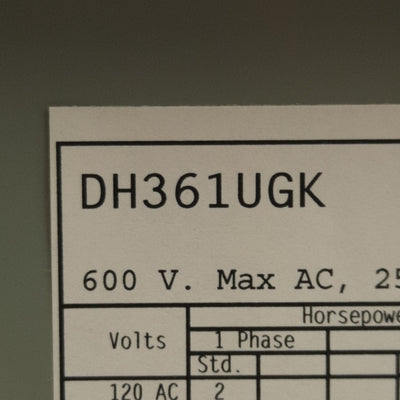 DH361UGK
600 V. Max AC, 25
Horsepowe
Volts
1 Phase
Std.
120 AC 2